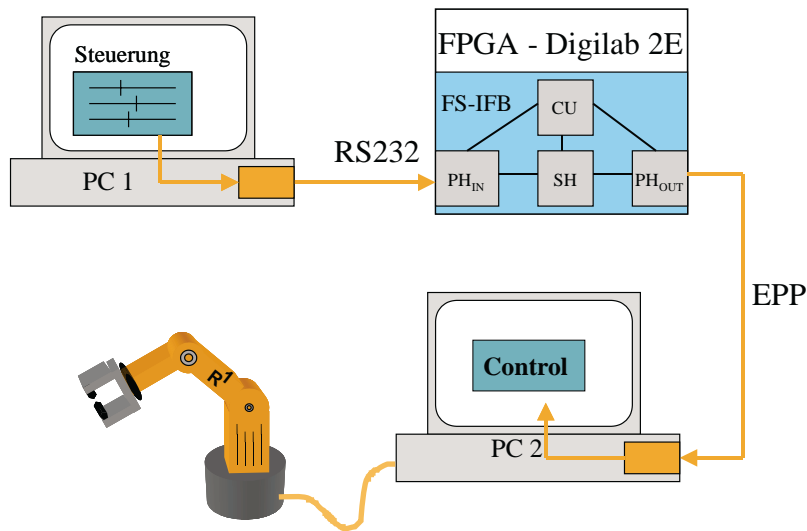 Steuerung
PC 1
RS232
FPGA - Digilab 2E
FS-IFB
CU
PH_IN
SH
PH_OUT
EPP
Control
PC 2
R1